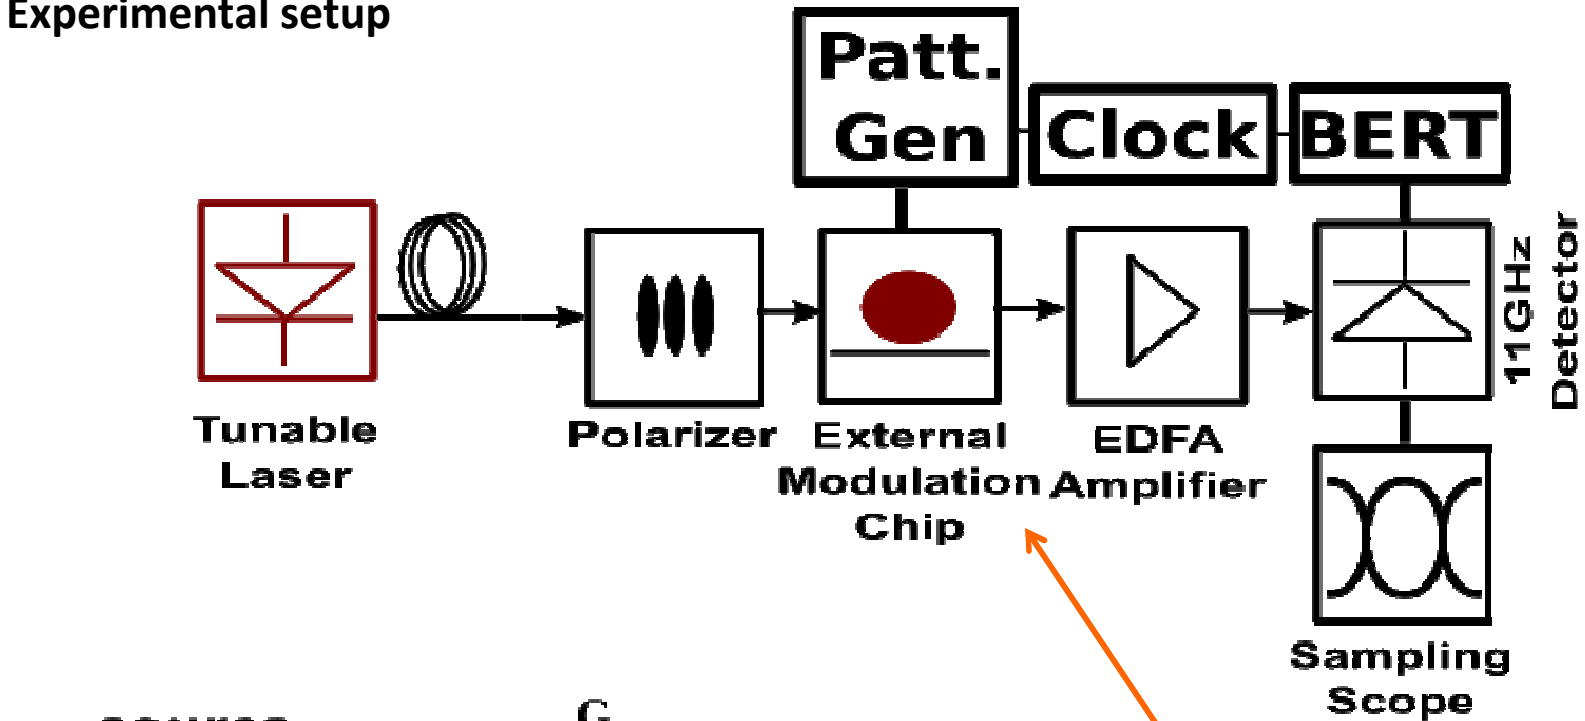 Experimental setup
Patt.
Gen
Clock
BERT
11GHz
Detector
Tunable
Laser
Polarizer
External
Modulation
Chip
EDFA
Amplifier
Sampling
Scope
G